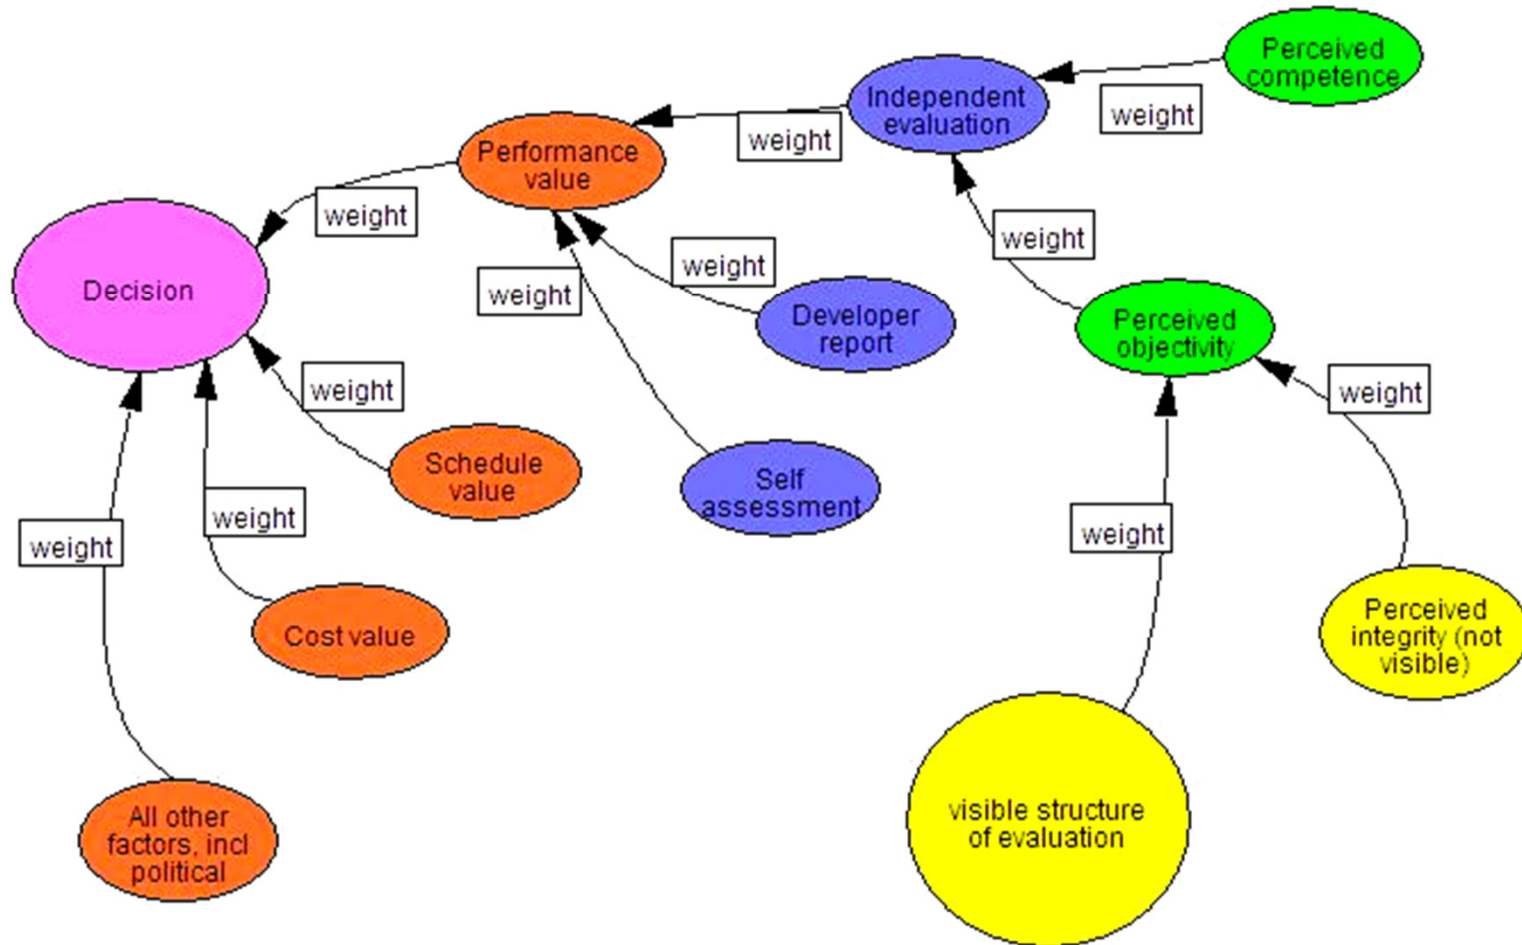 Perceived
competence
weight
Independent
evaluation
weight
Performance
value
weight
Decision
weight
weight
weight
Developer
report
Perceived
objectivity
weight
weight
Schedule
value
Self
assessment
weight
weight
weight
Cost value
Perceived
integrity (not
visible)
All other
factors, incl
political
visible structure
of evaluation